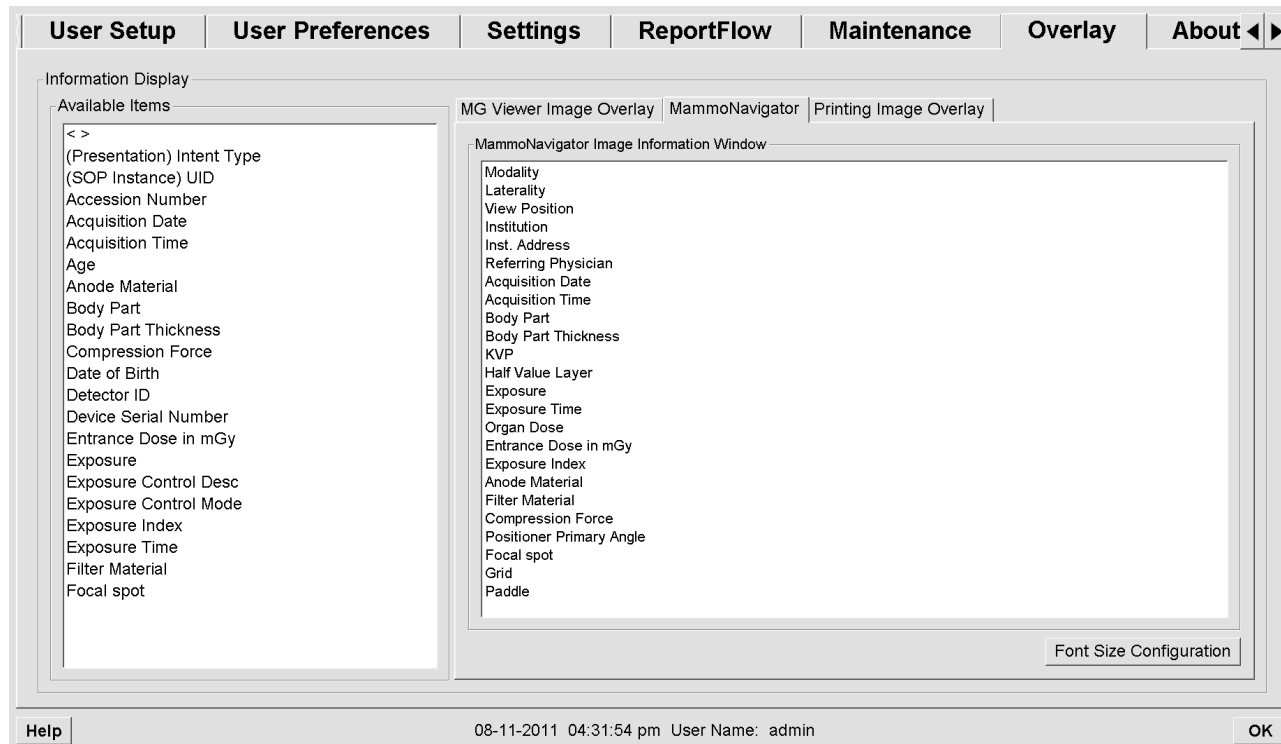 User Setup User Preferences Settings ReportFlow Maintenance Overlay About
Information Display
Available Items
< >
(Presentation) Intent Type
(SOP Instance) UID
Accession Number
Acquisition Date
Acquisition Time
Age
Anode Material
Body Part
Body Part Thickness
Compression Force
Date of Birth
Detector ID
Device Serial Number
Entrance Dose in mGy
Exposure
Exposure Control Desc
Exposure Control Mode
Exposure Index
Exposure Time
Filter Material
Focal spot
MG Viewer Image Overlay MammoNavigator Printing Image Overlay
MammoNavigator Image Information Window
Modality
Laterality
View Position
Institution
Inst. Address
Referring Physician
Acquisition Date
Acquisition Time
Body Part
Body Part Thickness
KVP
Half Value Layer
Exposure
Exposure Time
Organ Dose
Entrance Dose in mGy
Exposure Index
Anode Material
Filter Material
Compression Force
Positioner Primary Angle
Focal spot
Grid
Paddle
Font Size Configuration
Help 08-11-2011 04:31:54 pm User Name: admin OK